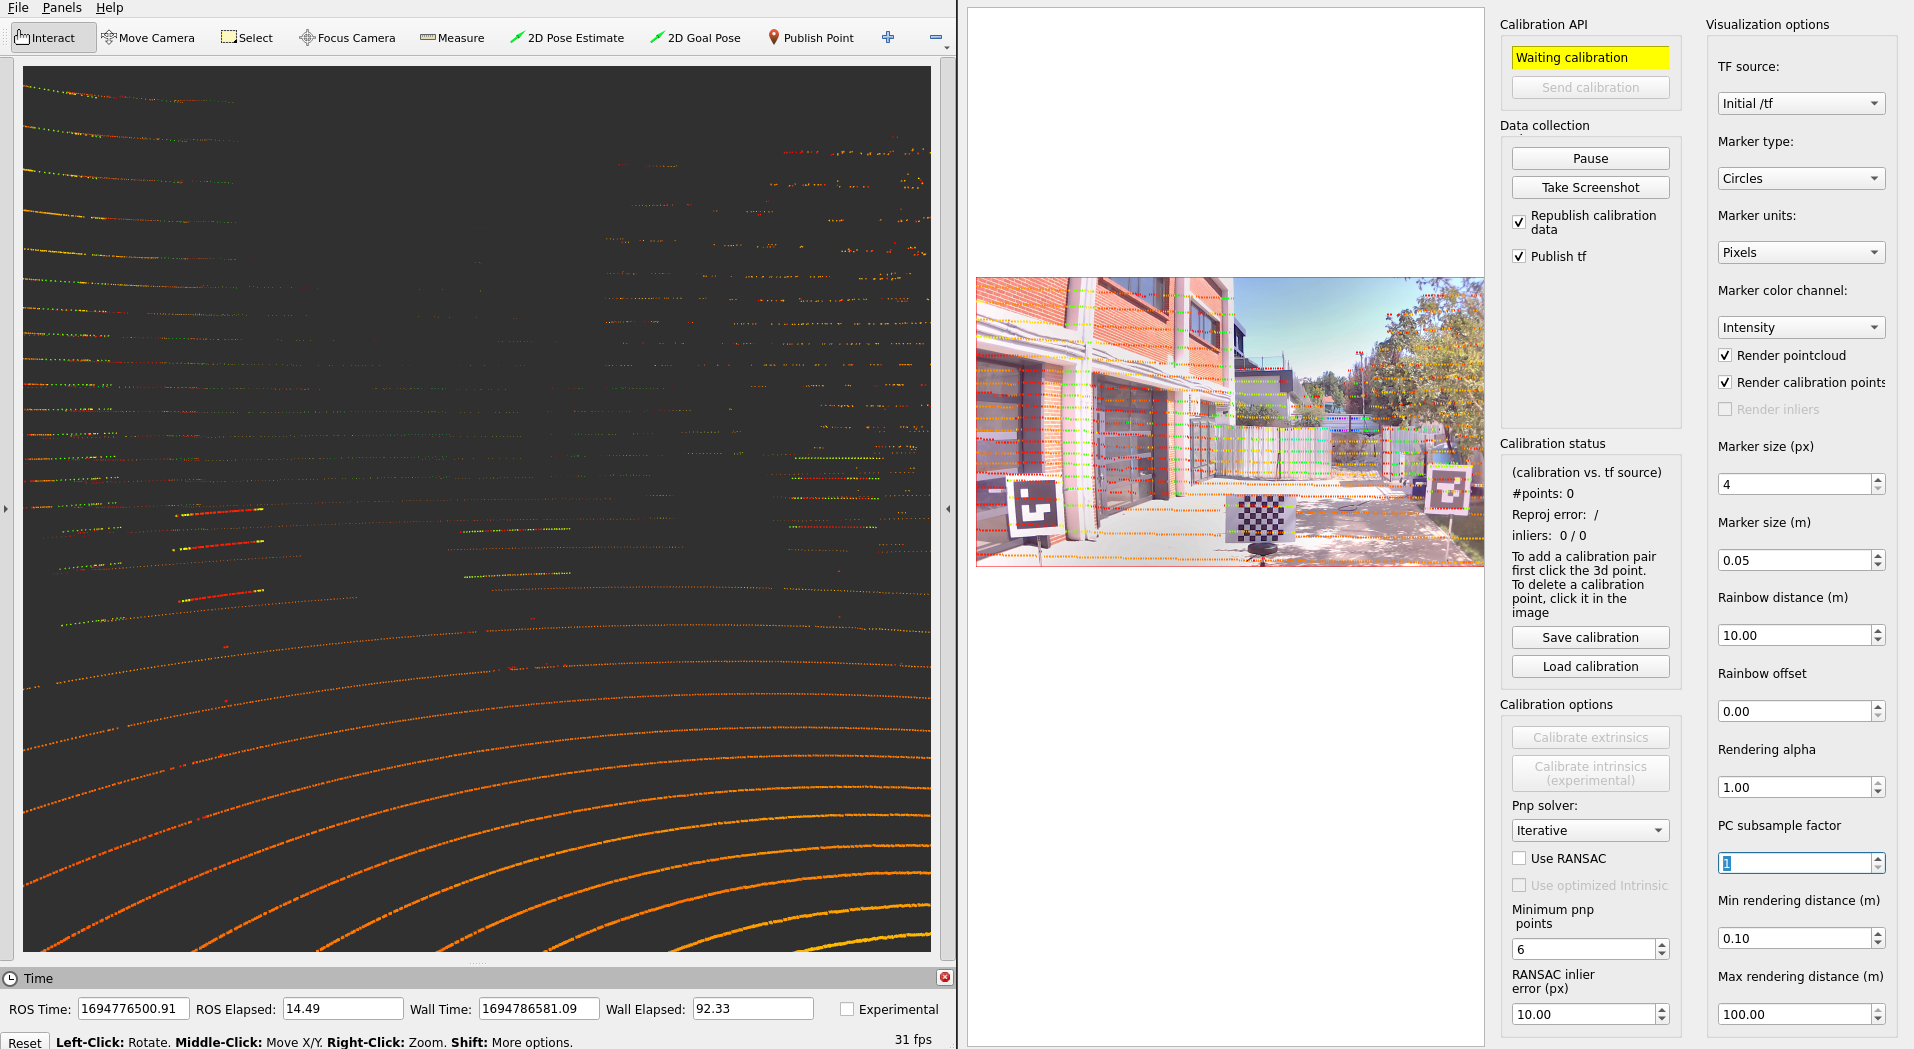 File Panels Help
Interact Move Camera Select Focus Camera Measure 2D Pose Estimate 2D Goal Pose Publish Point
Time
ROS Time: 1694776500.91 ROS Elapsed: 14.49 Wall Time: 1694786581.09 Wall Elapsed: 92.33 Experimental
Reset Left-Click: Rotate. Middle-Click: Move X/Y. Right-Click: Zoom. Shift: More options. 31 fps
Calibration API
Waiting calibration
Send calibration
Data collection
Pause
Take Screenshot
Republish calibration
data
Publish tf
Calibration status
(calibration vs. tf source)
#points: 0
Reproj error: /
inliers: 0 / 0
To add a calibration pair
first click the 3d point.
To delete a calibration
point, click it in the
image
Save calibration
Load calibration
Calibration options
Calibrate extrinsics
Calibrate intrinsics
(experimental)
Pnp solver:
Iterative
Use RANSAC
Use optimized Intrinsic
Minimum pnp
points
6
RANSAC inlier
error (px)
10.00
Visualization options
TF source:
Initial /tf
Marker type:
Circles
Marker units:
Pixels
Marker color channel:
Intensity
Render pointcloud
Render calibration points
Render inliers
Marker size (px)
4
Marker size (m)
0.05
Rainbow distance (m)
10.00
Rainbow offset
0.00
Rendering alpha
1.00
PC subsample factor
1
Min rendering distance (m)
0.10
Max rendering distance (m)
100.00